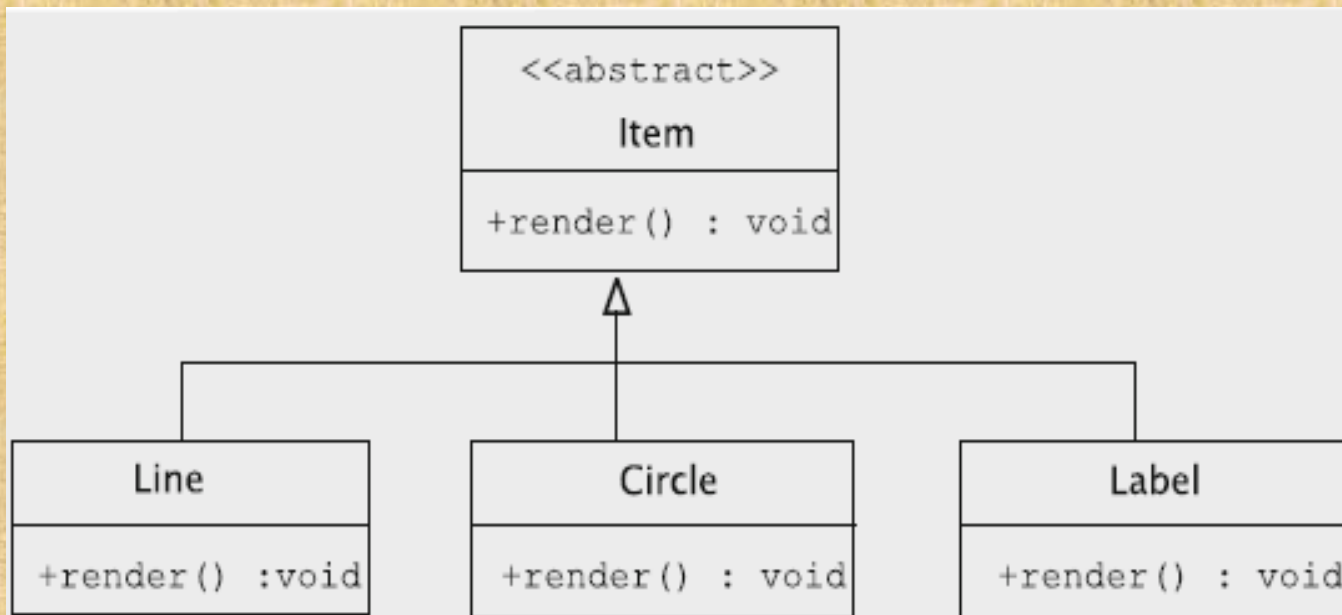 <<abstract>>
Item
+render() : void
Line
+render() :void
Circle
+render() : void
Label
+render() : void